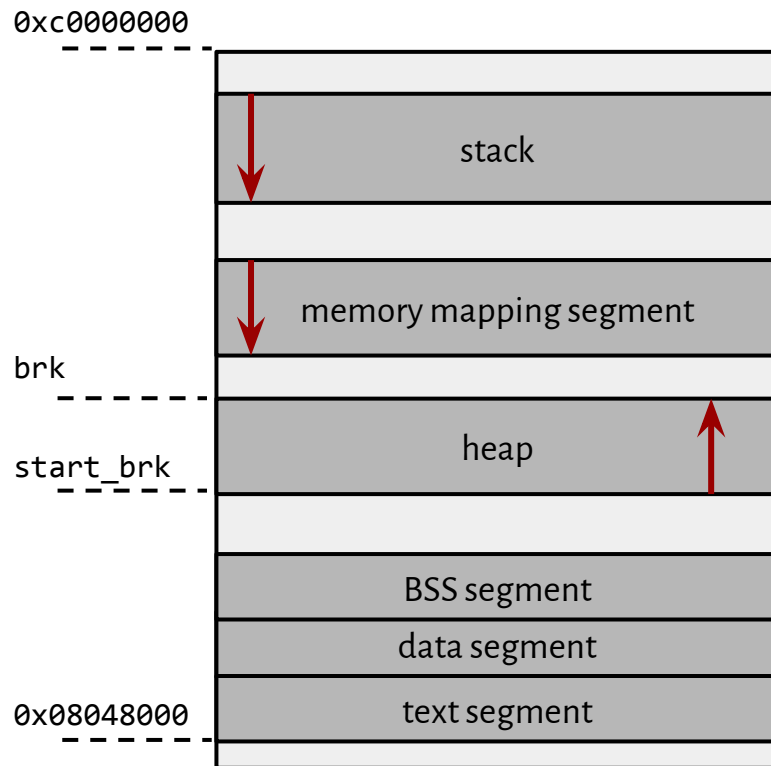 0xc0000000
stack
memory mapping segment
brk
heap
start_brk
BSS segment
data segment
text segment
0x08048000